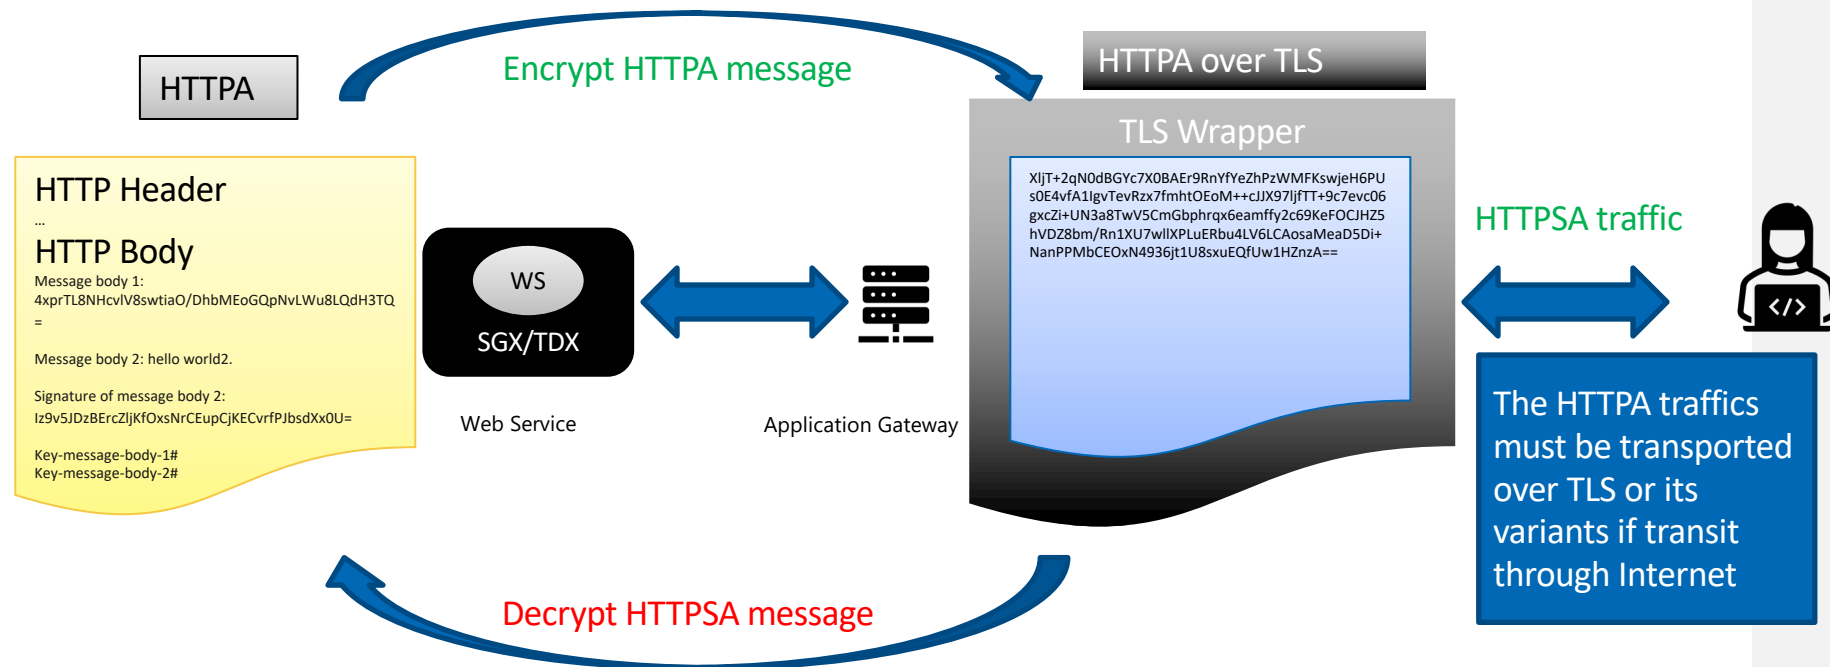 HTTPA
Encrypt HTTPA message
HTTPA over TLS
TLS Wrapper
HTTP Header
...
HTTP Body
Message body 1:
4xprTL8NHcvlV8swtiaO/DhbMEoGQpNvLWu8LQdH3TQ
=
Message body 2: hello world2.
Signature of message body 2:
Iz9v5JDzBErcZljKfOxsNrCEupCjKECvrfPJbsdXx0U=
Key-message-body-1#
Key-message-body-2#
WS
SGX/TDX
Web Service
Application Gateway
XljT+2qN0dBGYc7X0BAEr9RnYfYeZhPzWMFKswjeH6PU
s0E4vfA1IgvTevRzx7fmhtOEoM++cJJX97ljfTT+9c7evc06
gxcZi+UN3a8TwV5CmGbphrqx6eamffy2c69KeFOCJHZ5
hVDZ8bm/Rn1XU7wllXPLuERbu4LV6LCAosaMeaD5Di+
NanPPMbCEOxN4936jt1U8sxuEQfUw1HZnzA==
HTTPSA traffic
</>
The HTTPA traffics
must be transported
over TLS or its
variants if transit
through Internet
Decrypt HTTPSA message